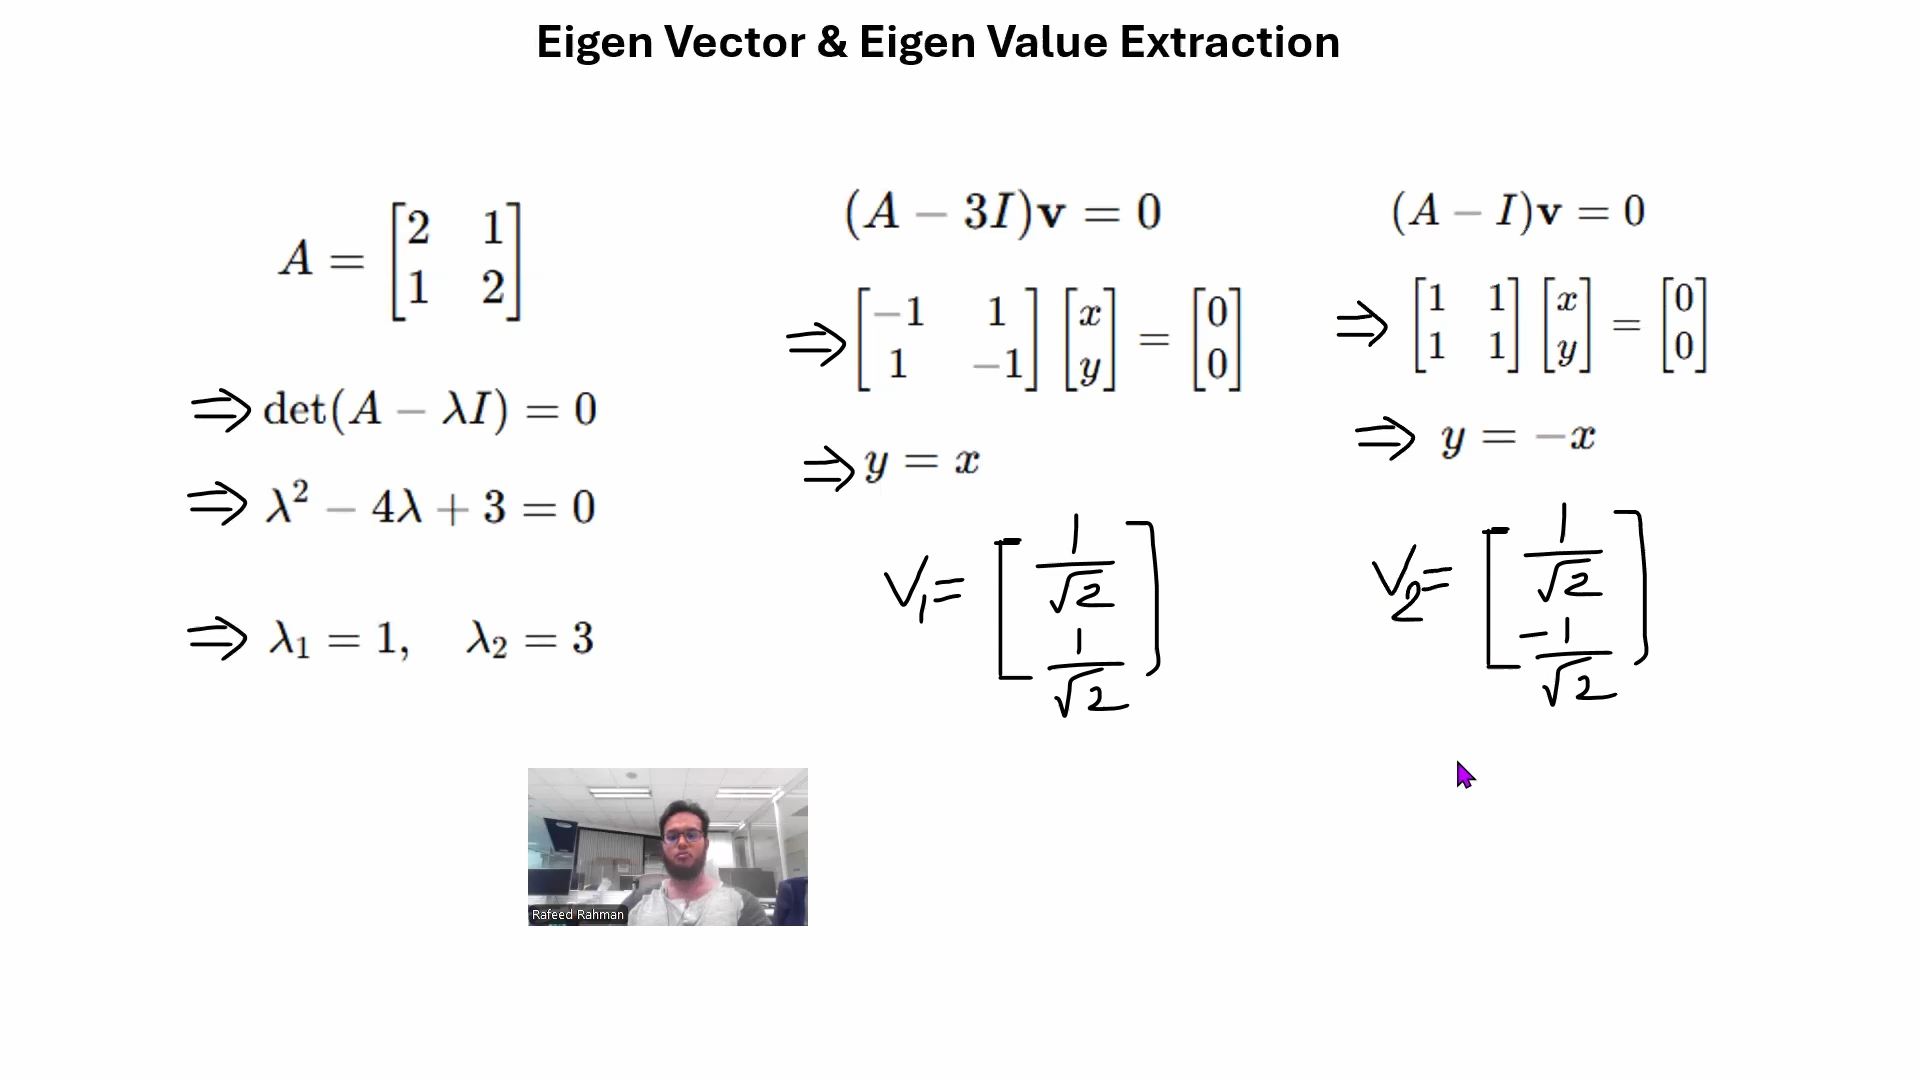 Eigen Vector & Eigen Value Extraction
A = [2 1
1 2]
⇒ det(A − λI) = 0
⇒ λ² − 4λ + 3 = 0
⇒ λ₁ = 1, λ₂ = 3
(A − 3I)v = 0
⇒ [−1 1
1 −1] [x
y] = [0
0]
⇒ y = x
V₁ = [1/√2
1/√2]
(A − I)v = 0
⇒ [1 1
1 1] [x
y] = [0
0]
⇒ y = −x
V₂ = [1/√2
−1/√2]
Rafeed Rahman